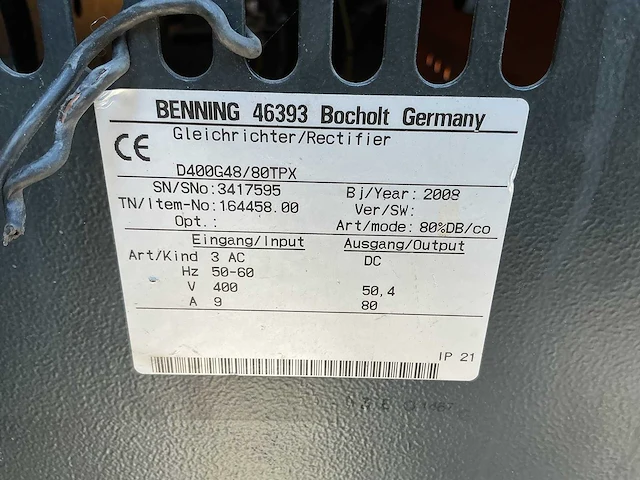 BENNING 46393 Bocholt Germany
CE Gleichrichter/Rectifier
D400G48/80TPX
SN/SNo:3417595 Bj/Year: 2008
TN/Item-No:164458.00 Ver/SW:
Opt.: Art/mode: 80%DB/co
Eingang/Input Ausgang/Output
Art/Kind 3 AC DC
Hz 50-60
V 400 50,4
A 9 80
IP 21